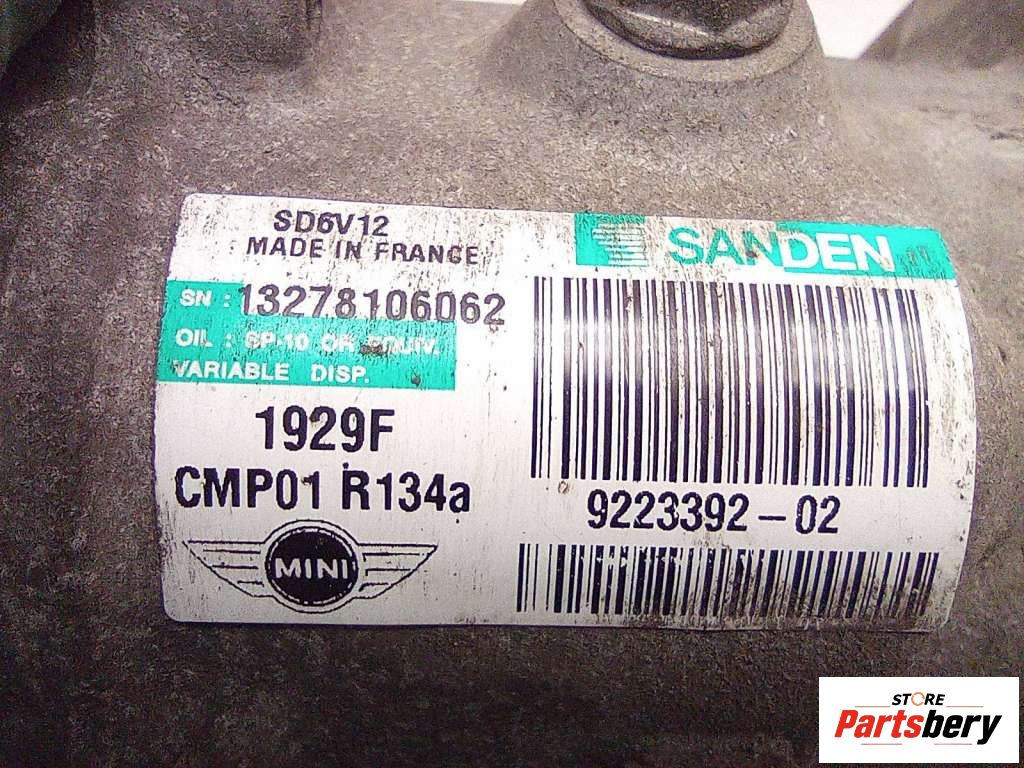 SD6V12
MADE IN FRANCE
SANDEN
SN : 13278106062
OIL : SP-10 OR EQUIV.
VARIABLE DISP.
1929F
CMP01 R134a
9223392-02
MINI
STORE
Partsbery